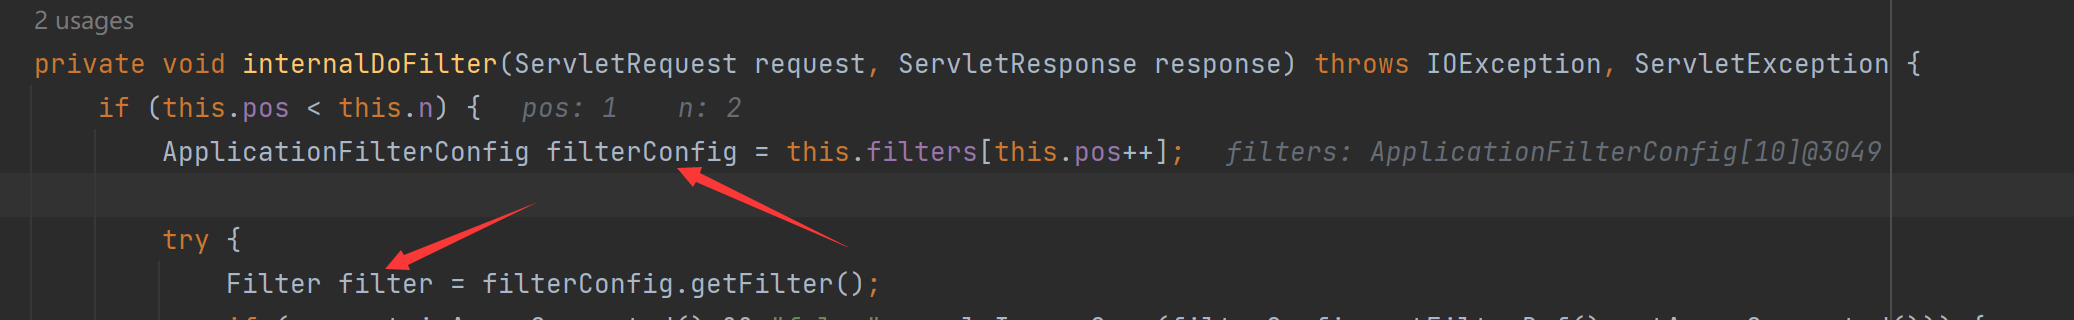 2 usages
private void internalDoFilter(ServletRequest request, ServletResponse response) throws IOException, ServletException {
if (this.pos < this.n) { pos: 1 n: 2
ApplicationFilterConfig filterConfig = this.filters[this.pos++]; filters: ApplicationFilterConfig[10]@3049
try {
Filter filter = filterConfig.getFilter();